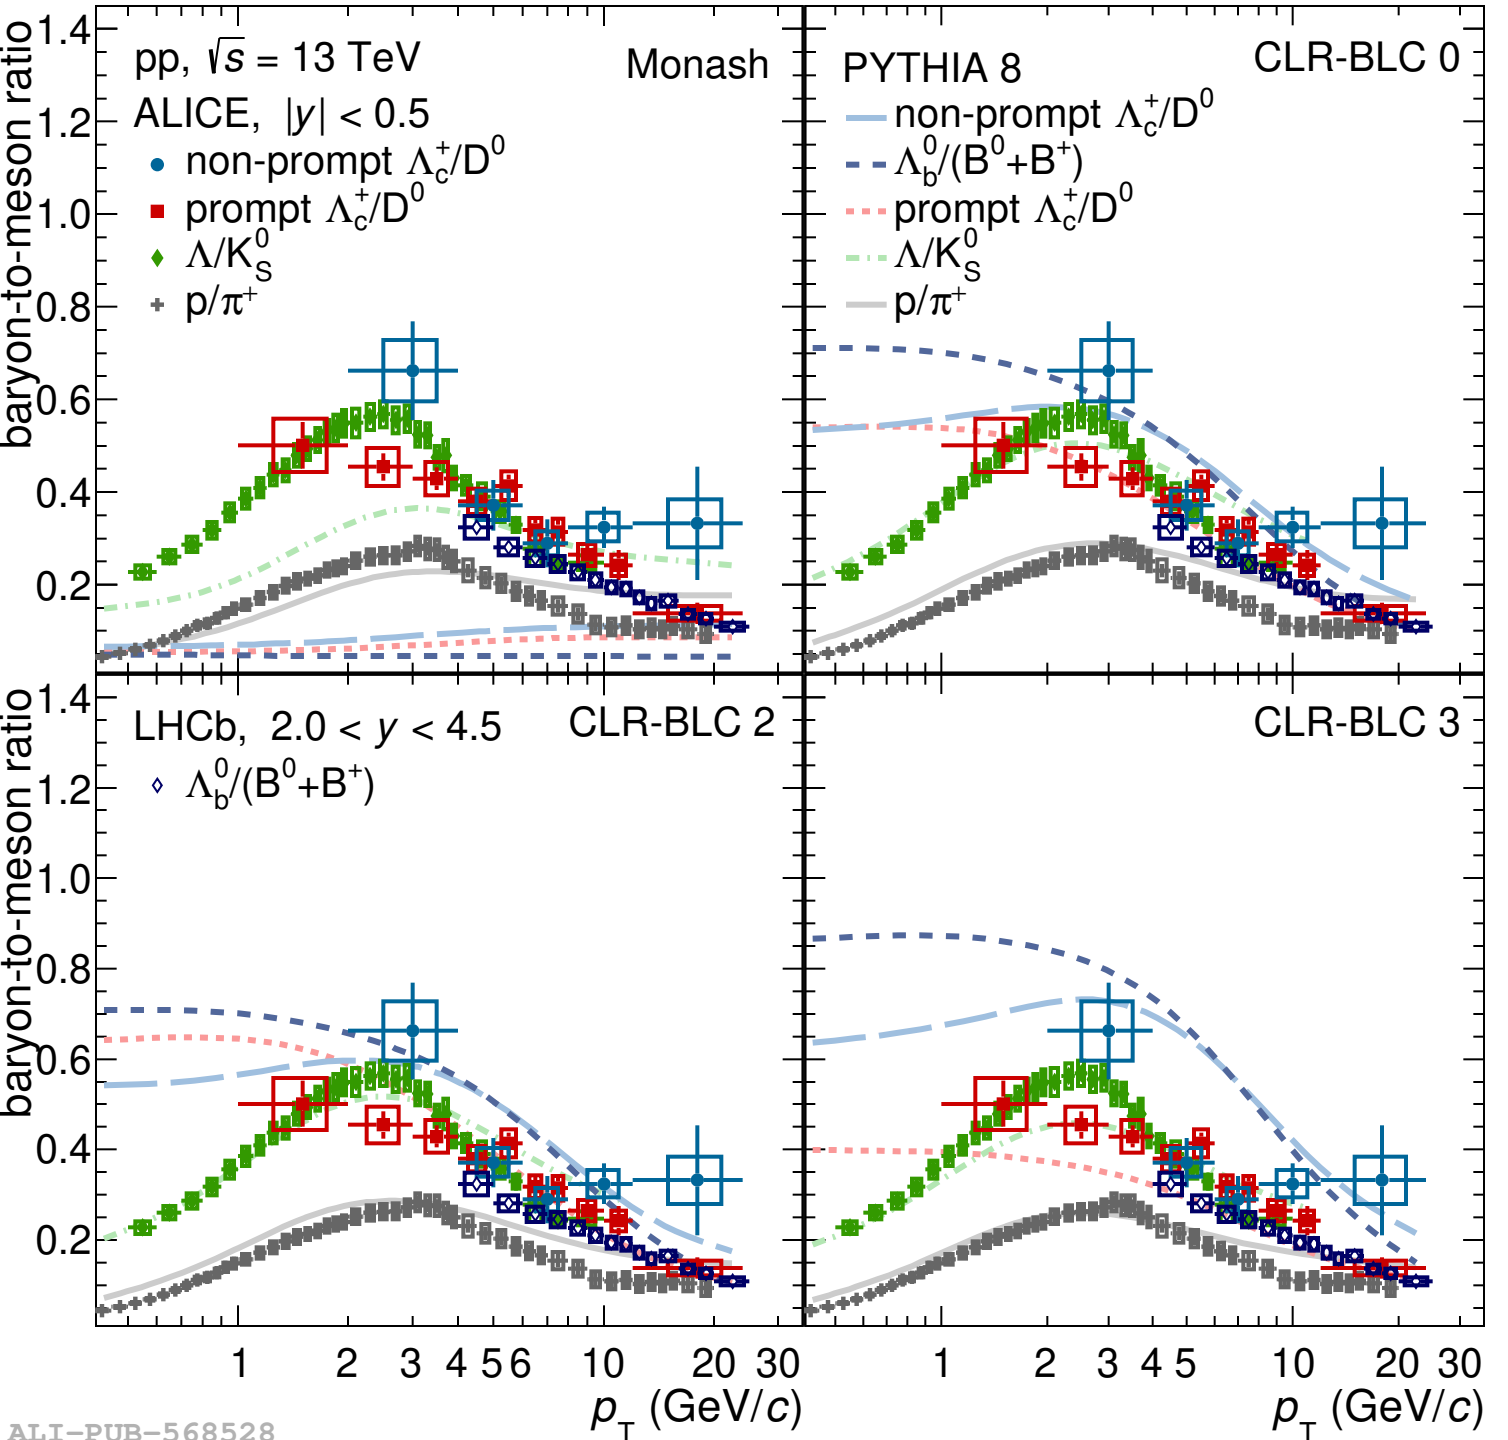 baryon-to-meson ratio
1.4
1.2
1.0
0.8
0.6
0.4
0.2
pp, √s = 13 TeV
Monash
ALICE, |y| < 0.5
non-prompt Λc+/D0
prompt Λc+/D0
Λ/K0S
p/π+
PYTHIA 8
CLR-BLC 0
non-prompt Λc+/D0
Λ0b/(B0+B+)
prompt Λc+/D0
Λ/K0S
p/π+
baryon-to-meson ratio
1.4
1.2
1.0
0.8
0.6
0.4
0.2
LHCb, 2.0 < y < 4.5
CLR-BLC 2
Λ0b/(B0+B+)
CLR-BLC 3
1 2 3 4 5 6 10 20 30
pT (GeV/c)
1 2 3 4 5 10 20 30
pT (GeV/c)
ALI-PUB-568528